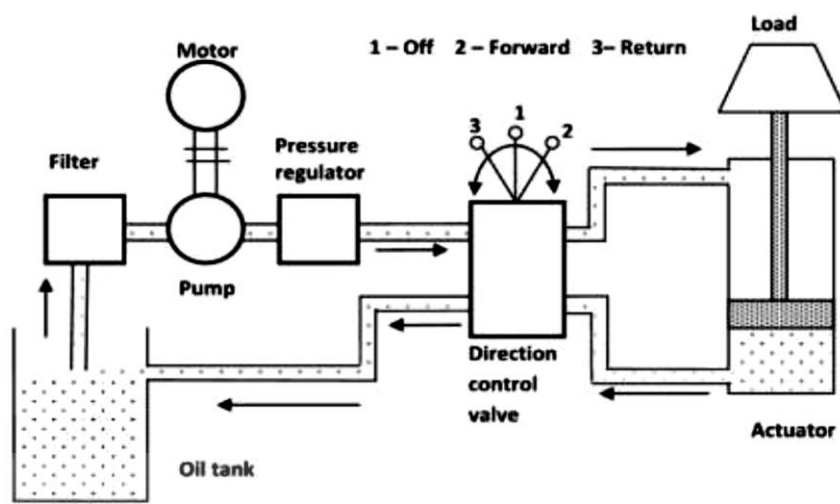 Load
Motor
1 – Off 2 – Forward 3– Return
1
3
2
Pressure
regulator
Filter
Pump
Direction
control
valve
Actuator
Oil tank